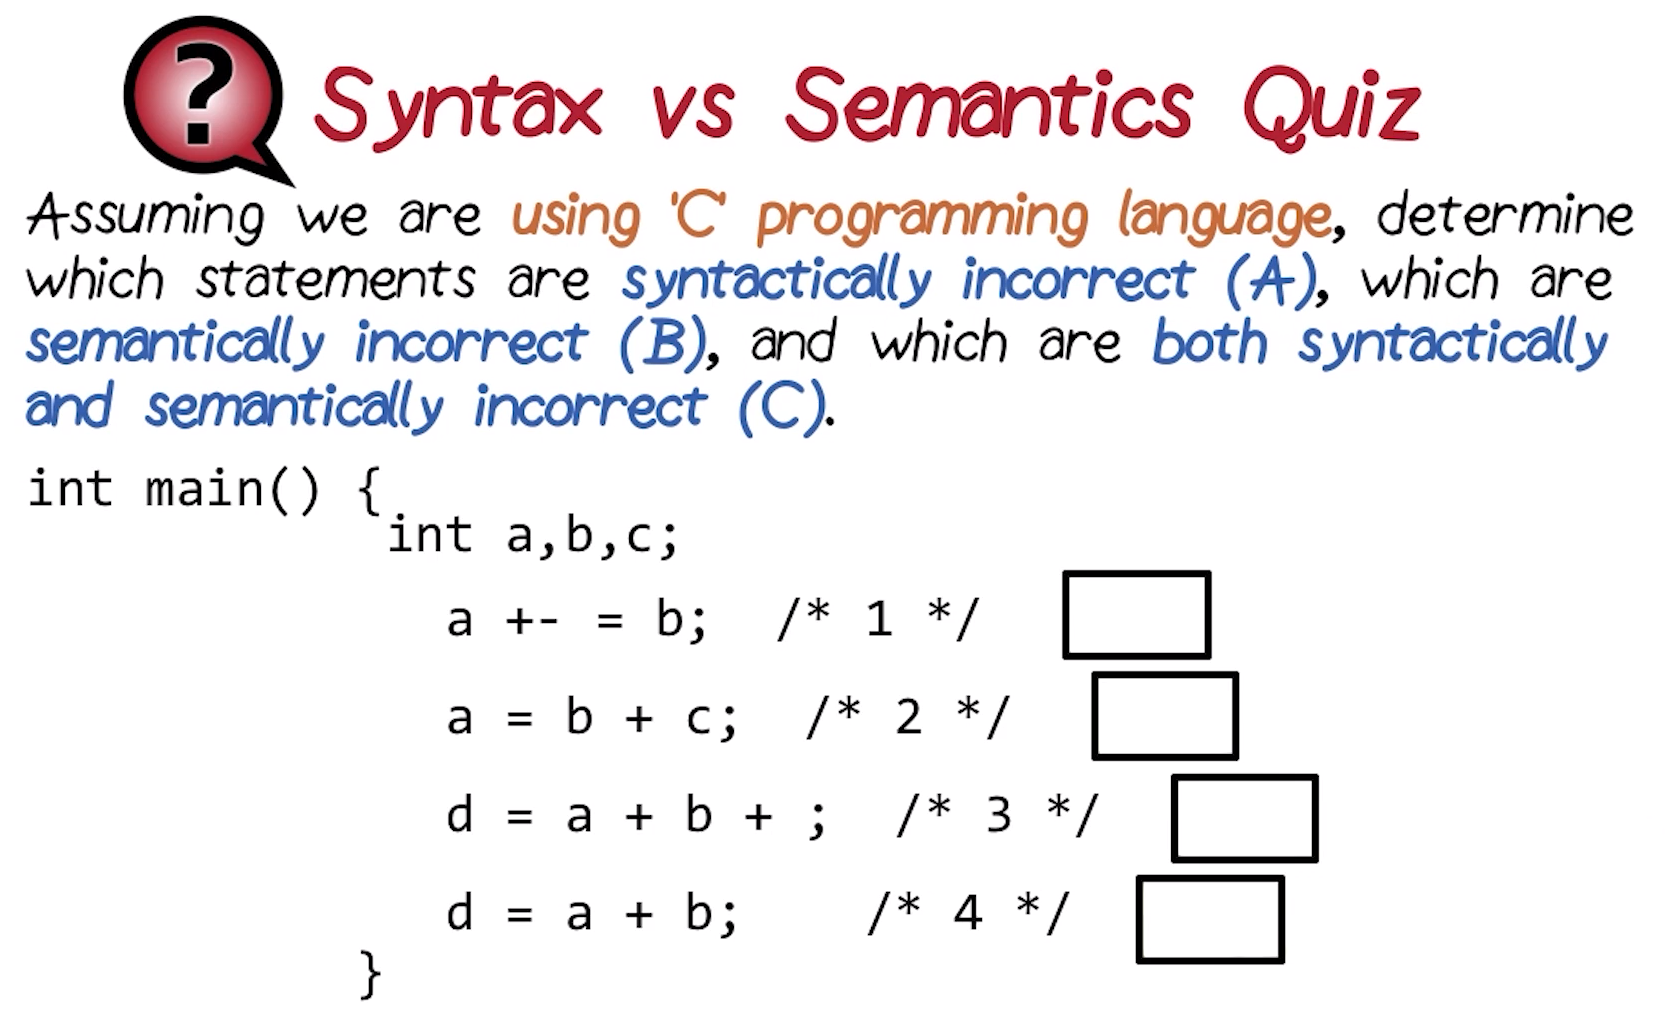 ?
Syntax vs Semantics Quiz
Assuming we are using 'C' programming language, determine
which statements are syntactically incorrect (A), which are
semantically incorrect (B), and which are both syntactically
and semantically incorrect (C).
int main() {
int a,b,c;
a +- = b; /* 1 */
a = b + c; /* 2 */
d = a + b + ; /* 3 */
d = a + b; /* 4 */
}